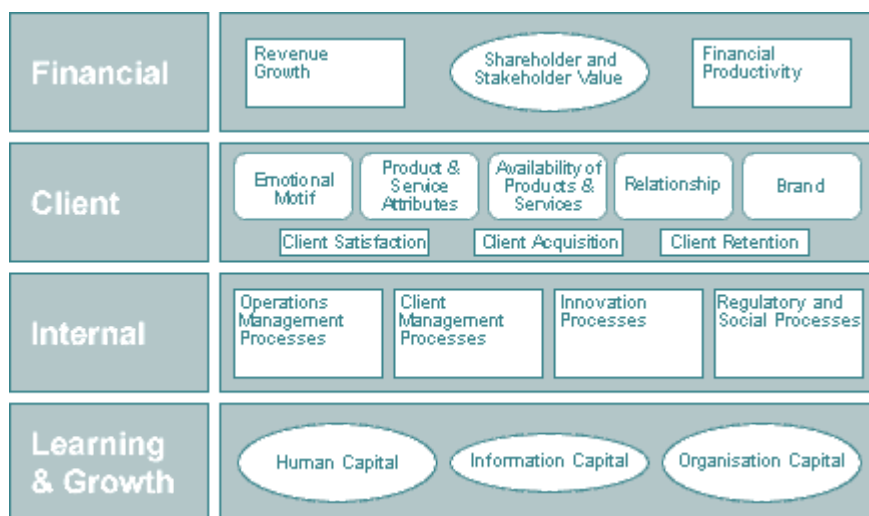 Financial
Revenue
Growth
Shareholder and
Stakeholder Value
Financial
Productivity
Client
Emotional
Motif
Product &
Service
Attributes
Availability of
Products &
Services
Relationship
Brand
Client Satisfaction
Client Acquisition
Client Retention
Internal
Operations
Management
Processes
Client
Management
Processes
Innovation
Processes
Regulatory and
Social Processes
Learning
& Growth
Human Capital
Information Capital
Organisation Capital